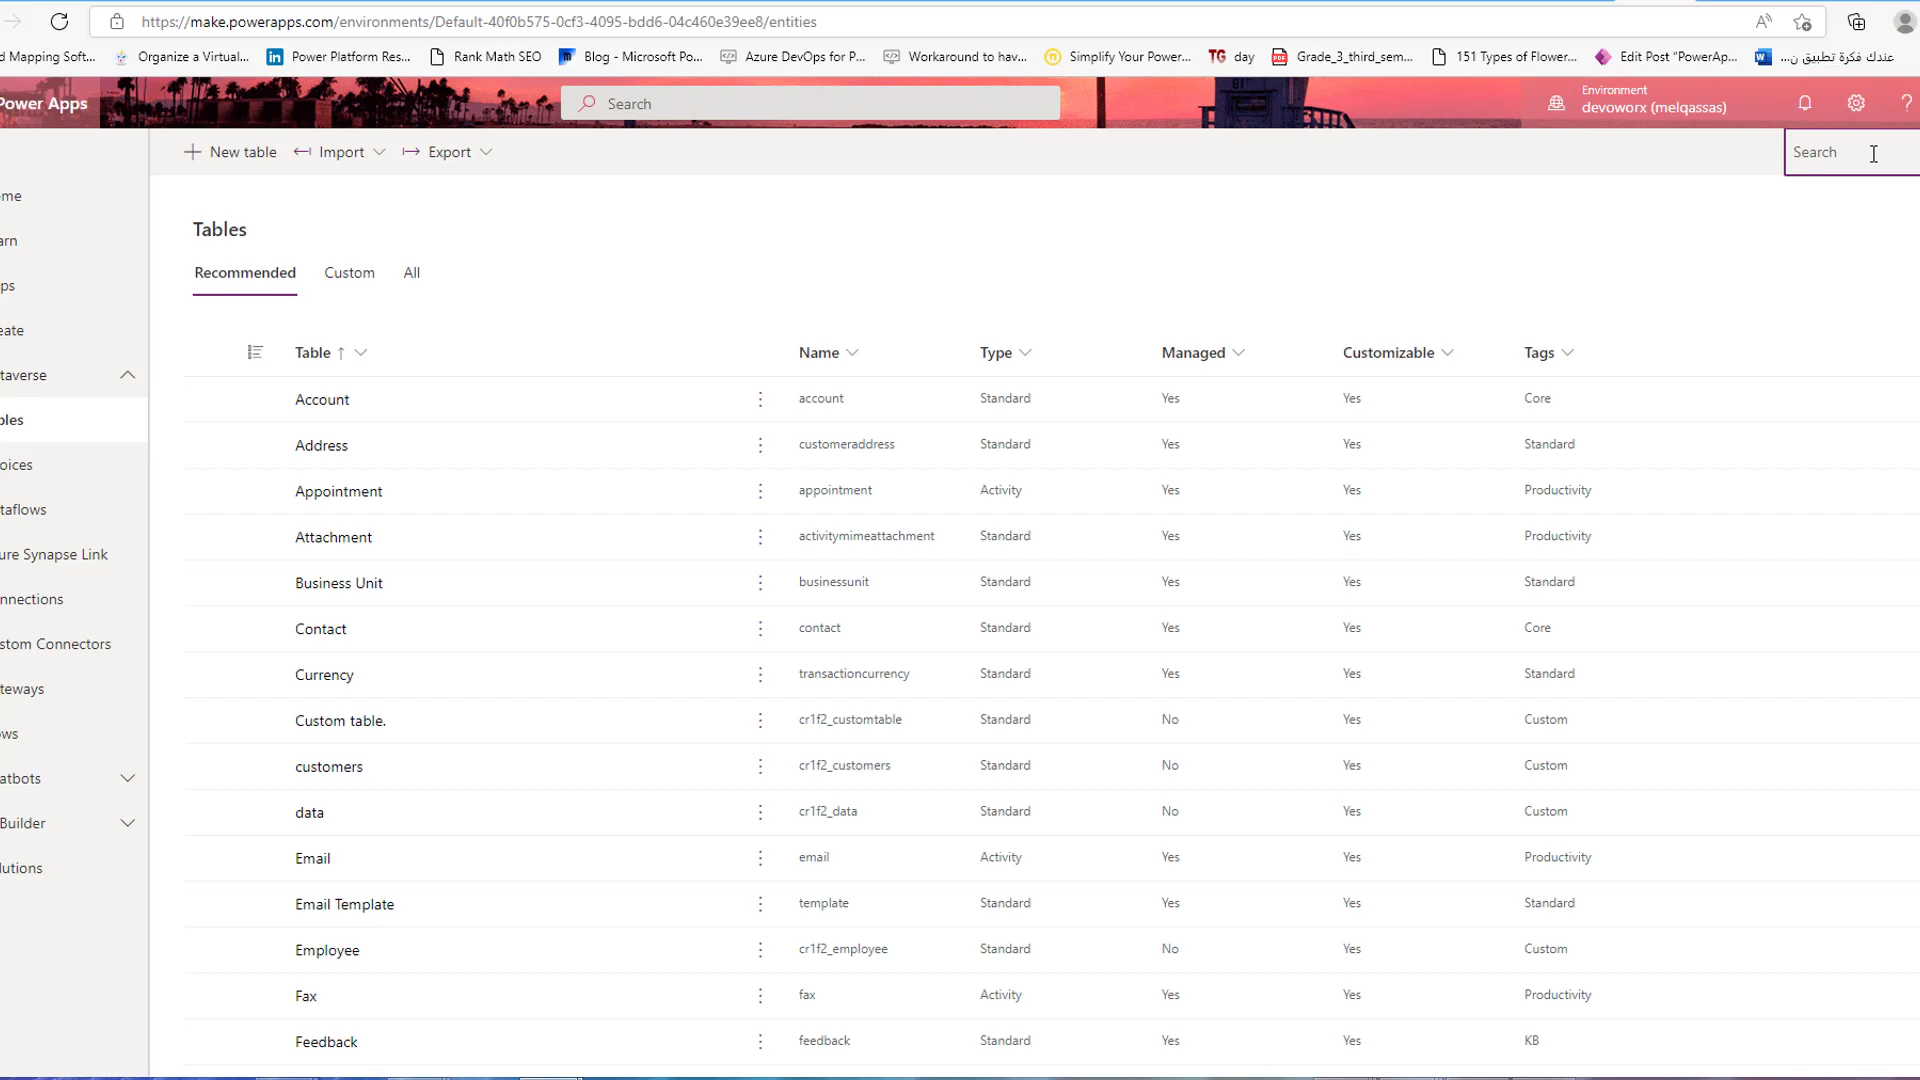 https://make.powerapps.com/environments/Default-40f0b575-0cf3-4095-bdd6-04c460e39ee8/entities
d Mapping Soft... Organize a Virtual... Power Platform Res... Rank Math SEO Blog - Microsoft Po... Azure DevOps for P... Workaround to hav... Simplify Your Power... TG day Grade_3_third_sem... 151 Types of Flower... Edit Post "PowerAp... عندك فكرة تطبيق ن...
Power Apps Search Environment
devoworx (melqassas) ?
New table Import Export Search
ome
arn
ps
eate
taverse
bles
oices
taflows
ure Synapse Link
nnections
stom Connectors
teways
ows
atbots
Builder
lutions
Tables
Recommended Custom All
Table ↑ Name Type Managed Customizable Tags
Account account Standard Yes Yes Core
Address customeraddress Standard Yes Yes Standard
Appointment appointment Activity Yes Yes Productivity
Attachment activitymimeattachment Standard Yes Yes Productivity
Business Unit businessunit Standard Yes Yes Standard
Contact contact Standard Yes Yes Core
Currency transactioncurrency Standard Yes Yes Standard
Custom table. cr1f2_customtable Standard No Yes Custom
customers cr1f2_customers Standard No Yes Custom
data cr1f2_data Standard No Yes Custom
Email email Activity Yes Yes Productivity
Email Template template Standard Yes Yes Standard
Employee cr1f2_employee Standard No Yes Custom
Fax fax Activity Yes Yes Productivity
Feedback feedback Standard Yes Yes KB